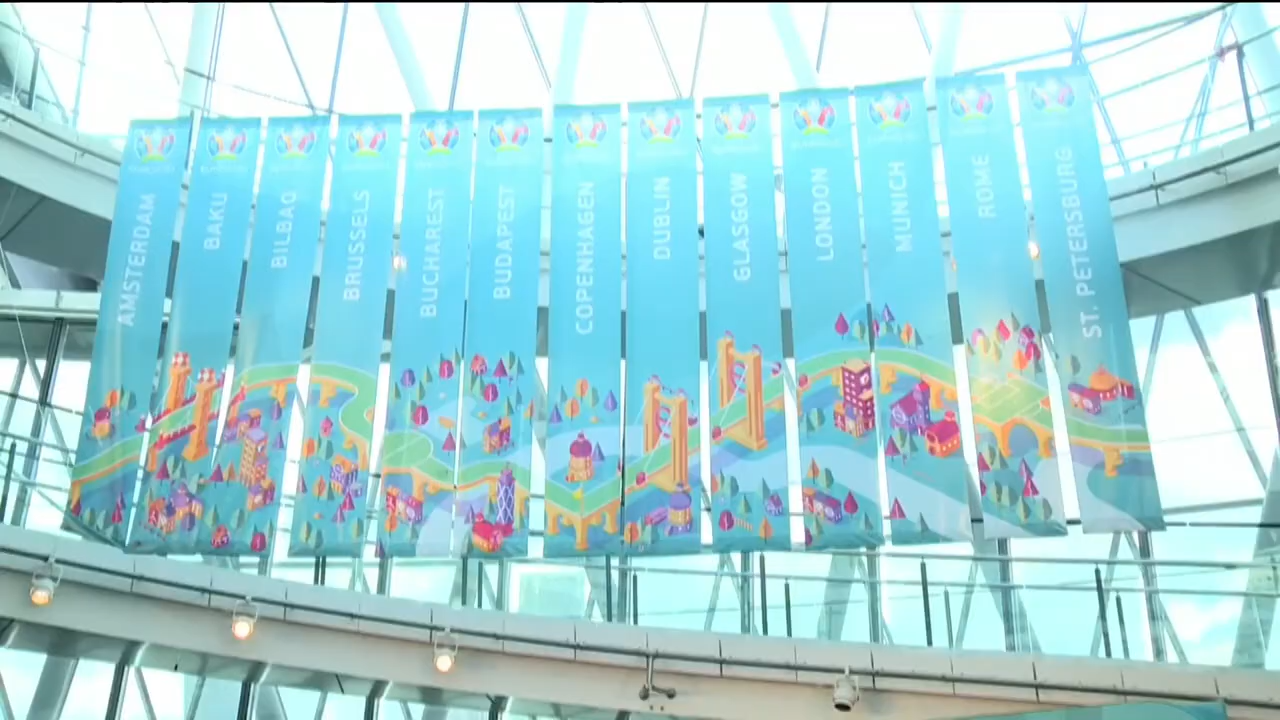 AMSTERDAM
BAKU
BILBAO
BRUSSELS
BUCHAREST
BUDAPEST
COPENHAGEN
DUBLIN
GLASGOW
LONDON
MUNICH
ROME
ST. PETERSBURG